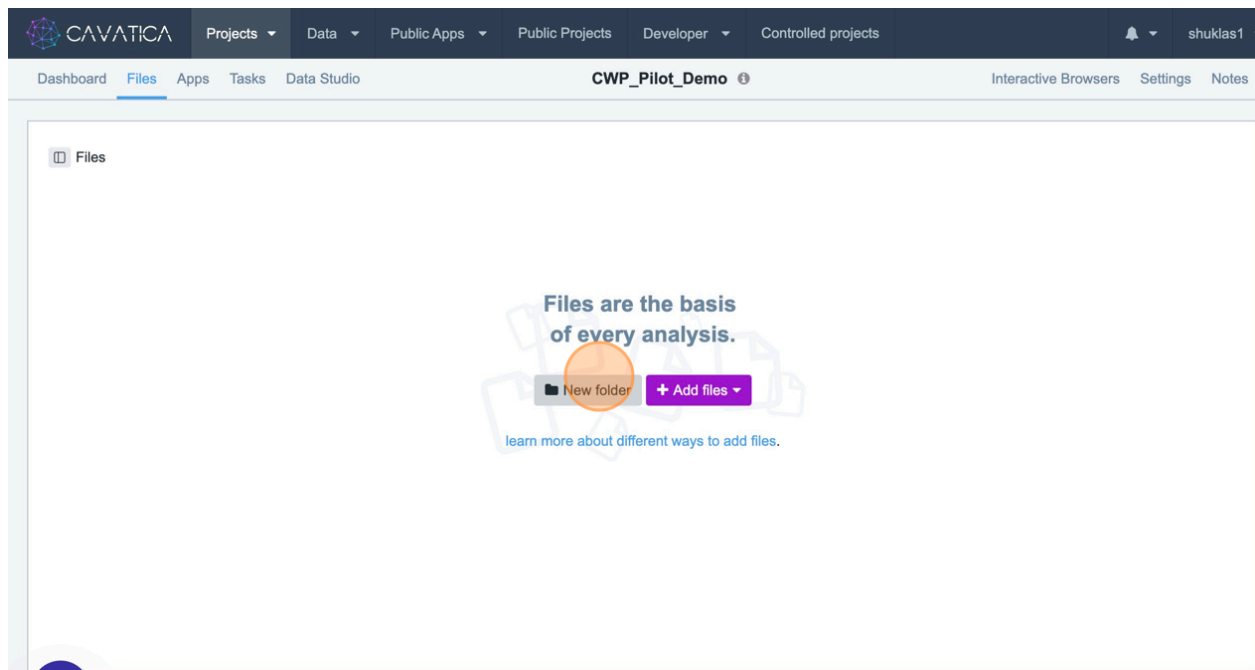 CAVATICA Projects Data Public Apps Public Projects Developer Controlled projects shuklas1
Dashboard Files Apps Tasks Data Studio CWP_Pilot_Demo Interactive Browsers Settings Notes
Files
Files are the basis
of every analysis.
New folder + Add files
learn more about different ways to add files.